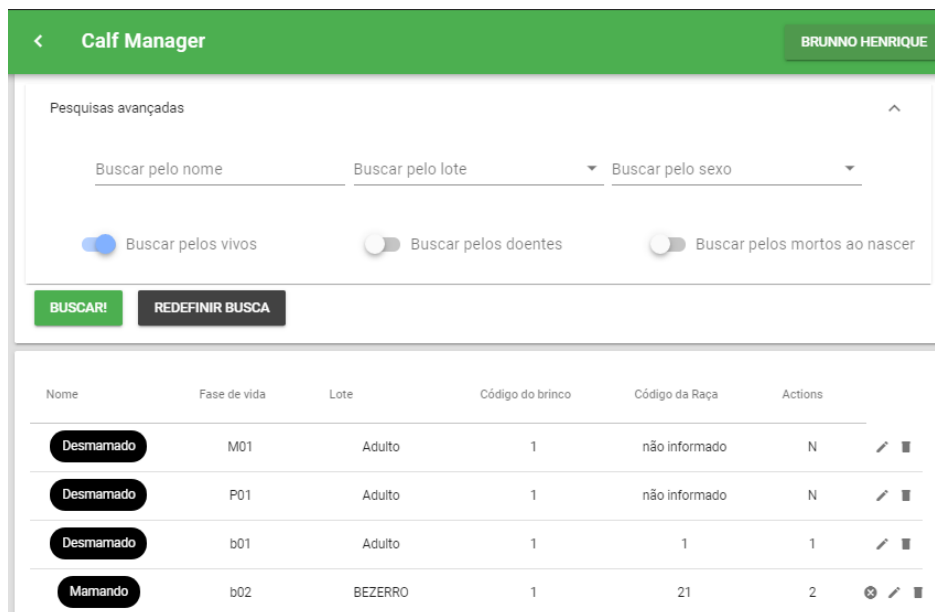 Calf Manager
BRUNNO HENRIQUE
Pesquisas avançadas
Buscar pelo nome
Buscar pelo lote
Buscar pelo sexo
Buscar pelos vivos
Buscar pelos doentes
Buscar pelos mortos ao nascer
BUSCAR!
REDEFINIR BUSCA
Nome Fase de vida Lote Código do brinco Código da Raça Actions
Desmamado M01 Adulto 1 não informado N
Desmamado P01 Adulto 1 não informado N
Desmamado b01 Adulto 1 1 1
Mamando b02 BEZERRO 1 21 2